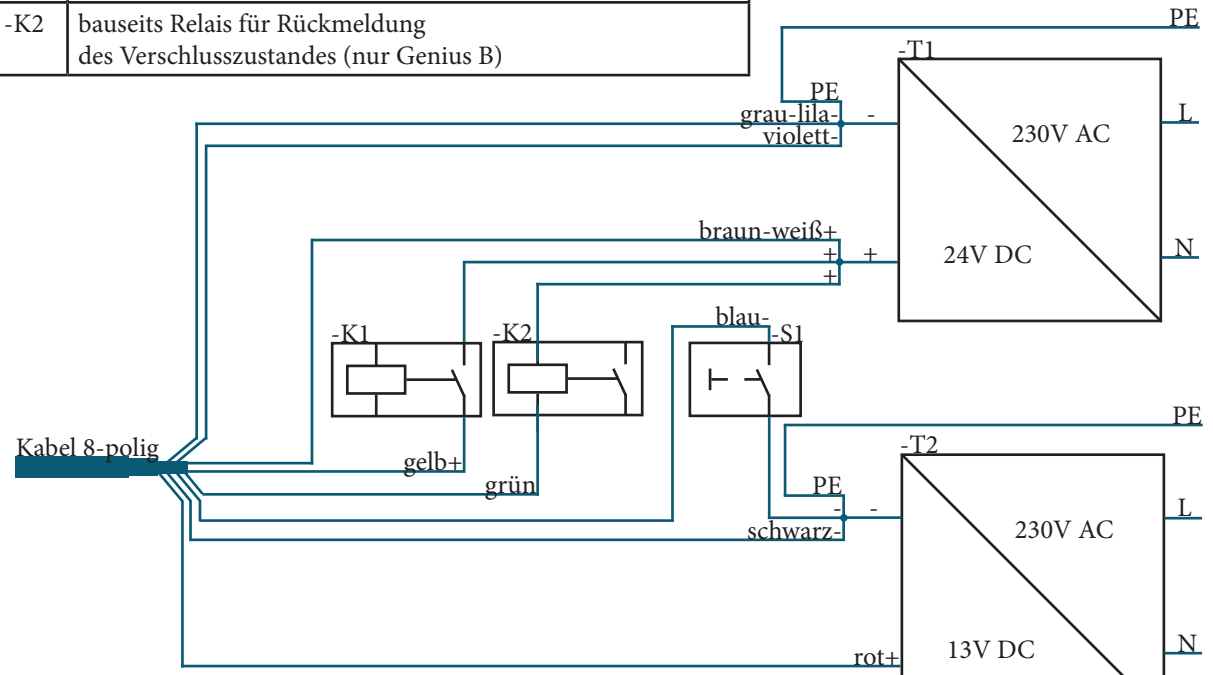 -K2 bauseits Relais für Rückmeldung
des Verschlusszustandes (nur Genius B)
PE
-T1
PE
grau-lila-
-
L
violett-
230V AC
braun-weiß+
+
+
24V DC
N
+
blau-
-K1
-K2
-S1
Kabel 8-polig
gelb+
grün
PE
-T2
PE
-
-
L
schwarz-
230V AC
rot+
13V DC
N